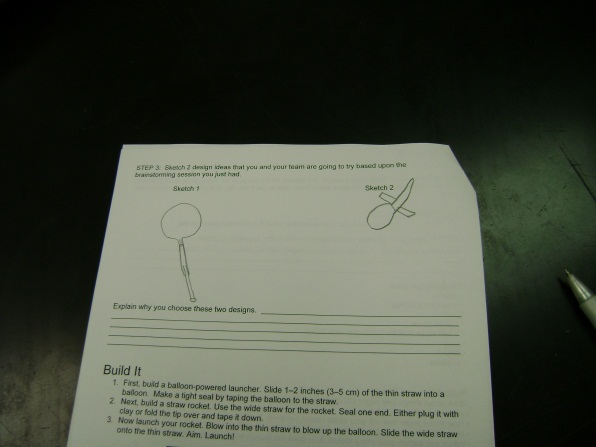 STEP 3: Sketch 2 design ideas that you and your team are going to try based upon the
brainstorming session you just had.
Sketch 1
Sketch 2
Explain why you choose these two designs.
Build It
1. First, build a balloon-powered launcher. Slide 1–2 inches (3–5 cm) of the thin straw into a
balloon. Make a tight seal by taping the balloon to the straw.
2. Next, build a straw rocket. Use the wide straw for the rocket. Seal one end. Either plug it with
clay or fold the tip over and tape it down.
3. Now launch your rocket. Blow into the thin straw to blow up the balloon. Slide the wide straw
onto the thin straw. Aim. Launch!